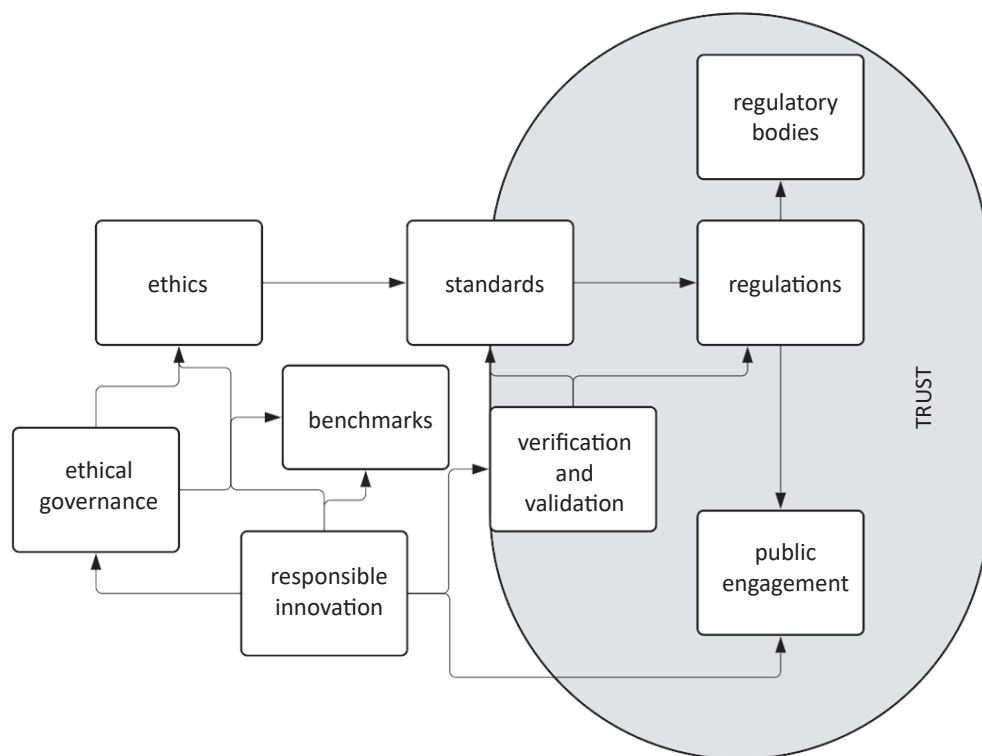 regulatory
bodies
ethics
standards
regulations
benchmarks
TRUST
ethical
governance
verification
and
validation
responsible
innovation
public
engagement